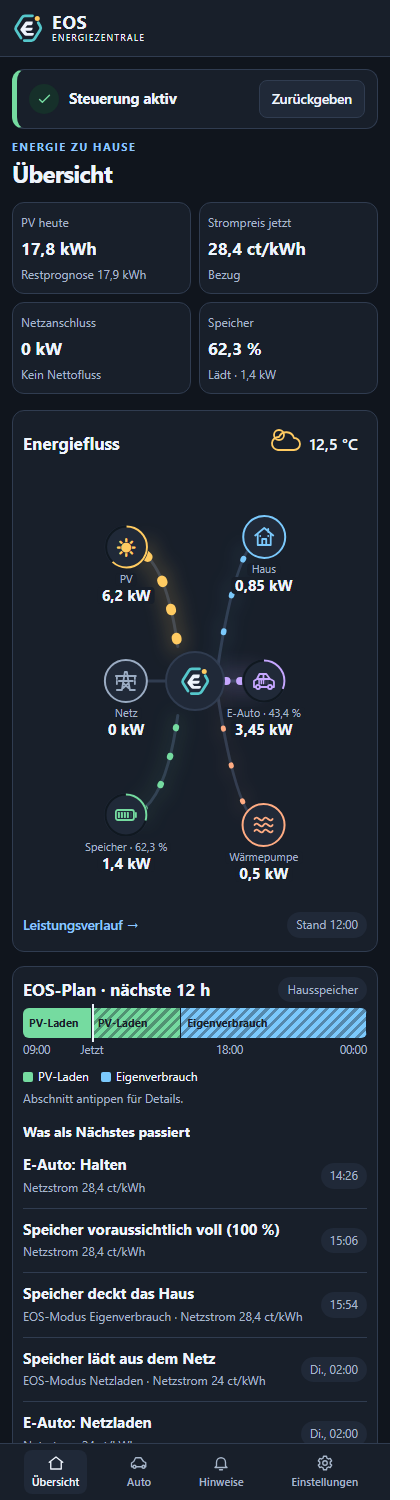 EOS
ENERGIEZENTRALE
Steuerung aktiv
Zurückgeben
ENERGIE ZU HAUSE
Übersicht
PV heute
17,8 kWh
Restprognose 17,9 kWh
Strompreis jetzt
28,4 ct/kWh
Bezug
Netzanschluss
0 kW
Kein Nettofluss
Speicher
62,3 %
Lädt · 1,4 kW
Energiefluss
12,5 °C
PV
6,2 kW
Haus
0,85 kW
Netz
0 kW
E-Auto · 43,4 %
3,45 kW
Speicher · 62,3 %
1,4 kW
Wärmepumpe
0,5 kW
Leistungsverlauf →
Stand 12:00
EOS-Plan · nächste 12 h
Hausspeicher
PV-Laden PV-Laden Eigenverbrauch
09:00 Jetzt 18:00 00:00
PV-Laden Eigenverbrauch
Abschnitt antippen für Details.
Was als Nächstes passiert
E-Auto: Halten
Netzstrom 28,4 ct/kWh
14:26
Speicher voraussichtlich voll (100 %)
Netzstrom 28,4 ct/kWh
15:06
Speicher deckt das Haus
EOS-Modus Eigenverbrauch · Netzstrom 28,4 ct/kWh
15:54
Speicher lädt aus dem Netz
EOS-Modus Netzladen · Netzstrom 24 ct/kWh
Di., 02:00
E-Auto: Netzladen
Di., 02:00
Übersicht
Auto
Hinweise
Einstellungen